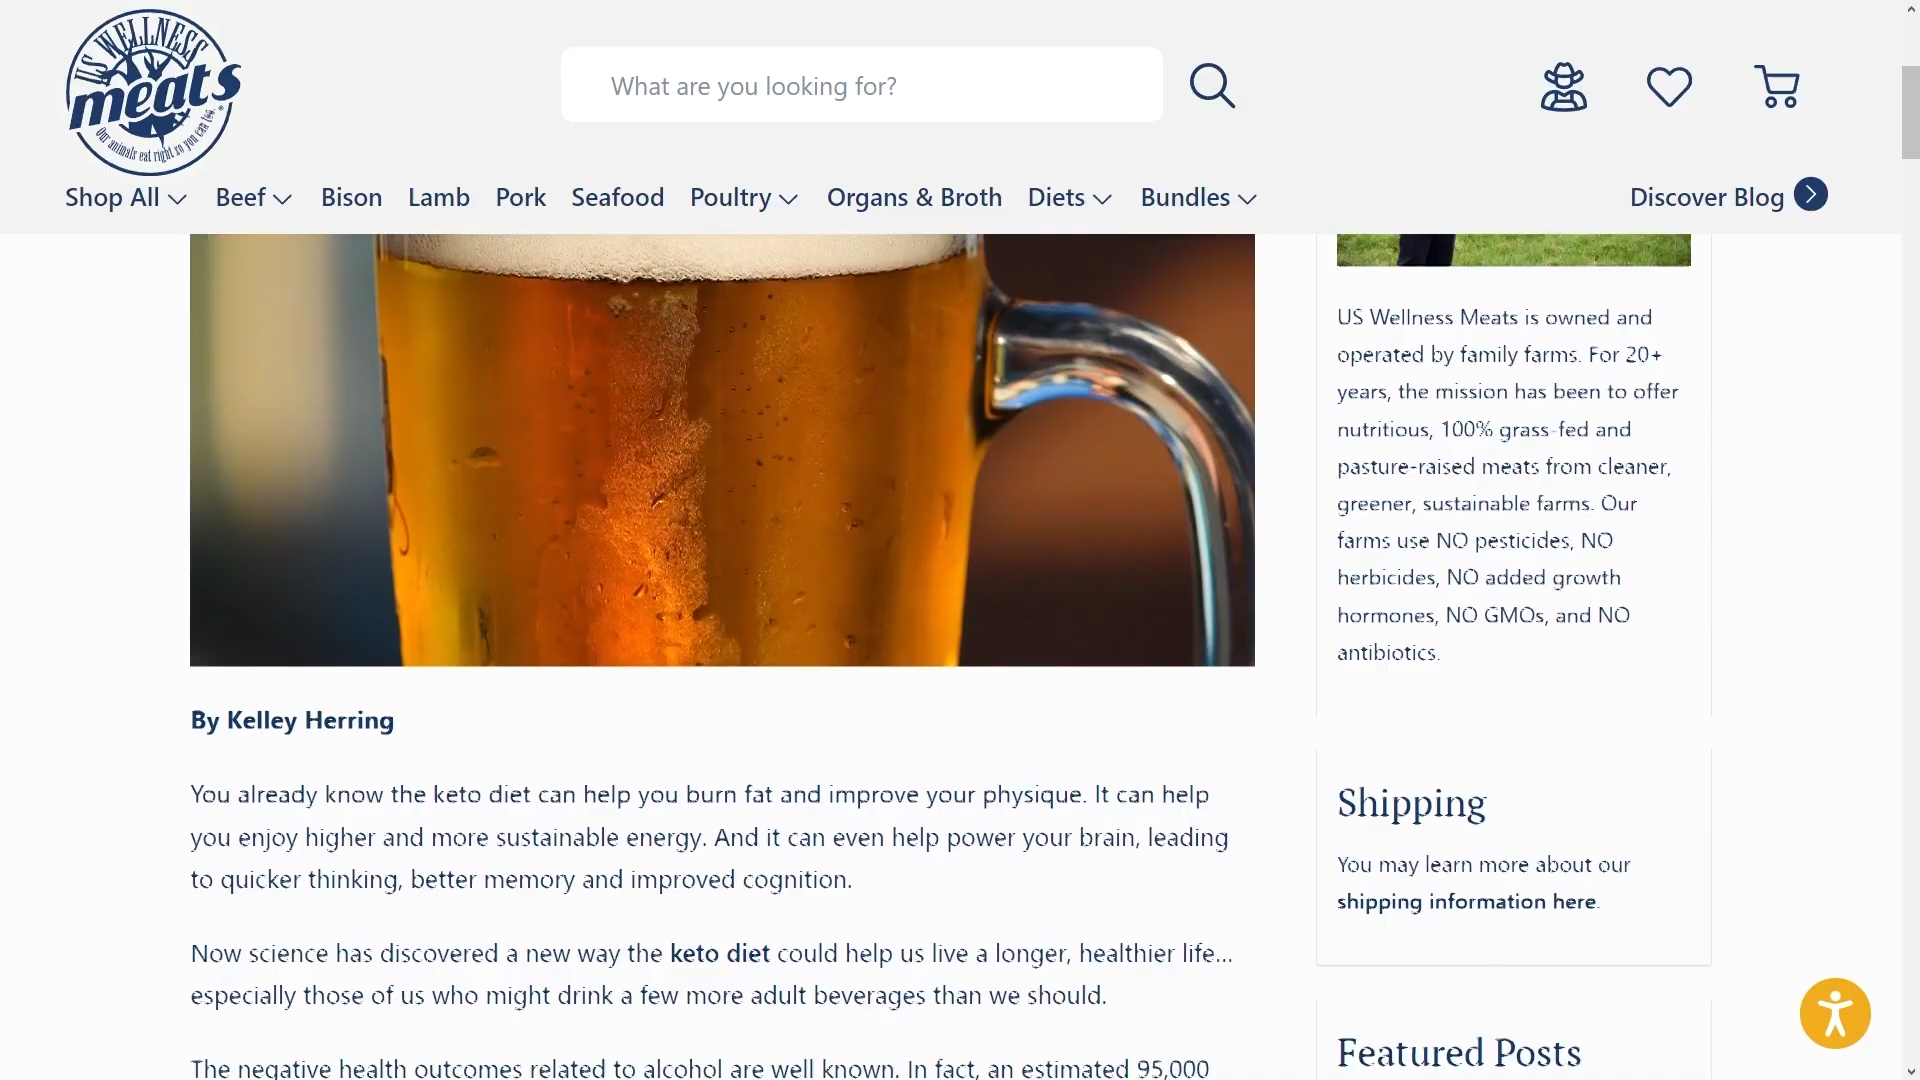 US WELLNESS
meats
Our animals eat right so you can too.
What are you looking for?
Shop All
Beef
Bison
Lamb
Pork
Seafood
Poultry
Organs & Broth
Diets
Bundles
Discover Blog
By Kelley Herring
You already know the keto diet can help you burn fat and improve your physique. It can help
you enjoy higher and more sustainable energy. And it can even help power your brain, leading
to quicker thinking, better memory and improved cognition.
Now science has discovered a new way the keto diet could help us live a longer, healthier life...
especially those of us who might drink a few more adult beverages than we should.
The negative health outcomes related to alcohol are well known. In fact, an estimated 95,000
US Wellness Meats is owned and
operated by family farms. For 20+
years, the mission has been to offer
nutritious, 100% grass-fed and
pasture-raised meats from cleaner,
greener, sustainable farms. Our
farms use NO pesticides, NO
herbicides, NO added growth
hormones, NO GMOs, and NO
antibiotics.
Shipping
You may learn more about our
shipping information here.
Featured Posts